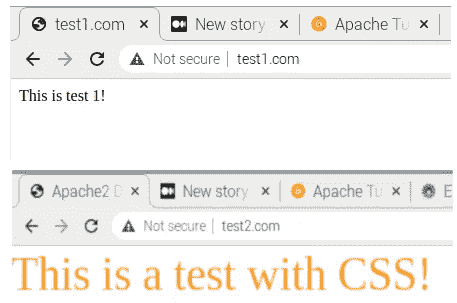 test1.com × New story × Apache Tu ×
Not secure | test1.com
This is test 1!
Apache2 D × New story × Apache Tu × E
Not secure | test2.com
This is a test with CSS!